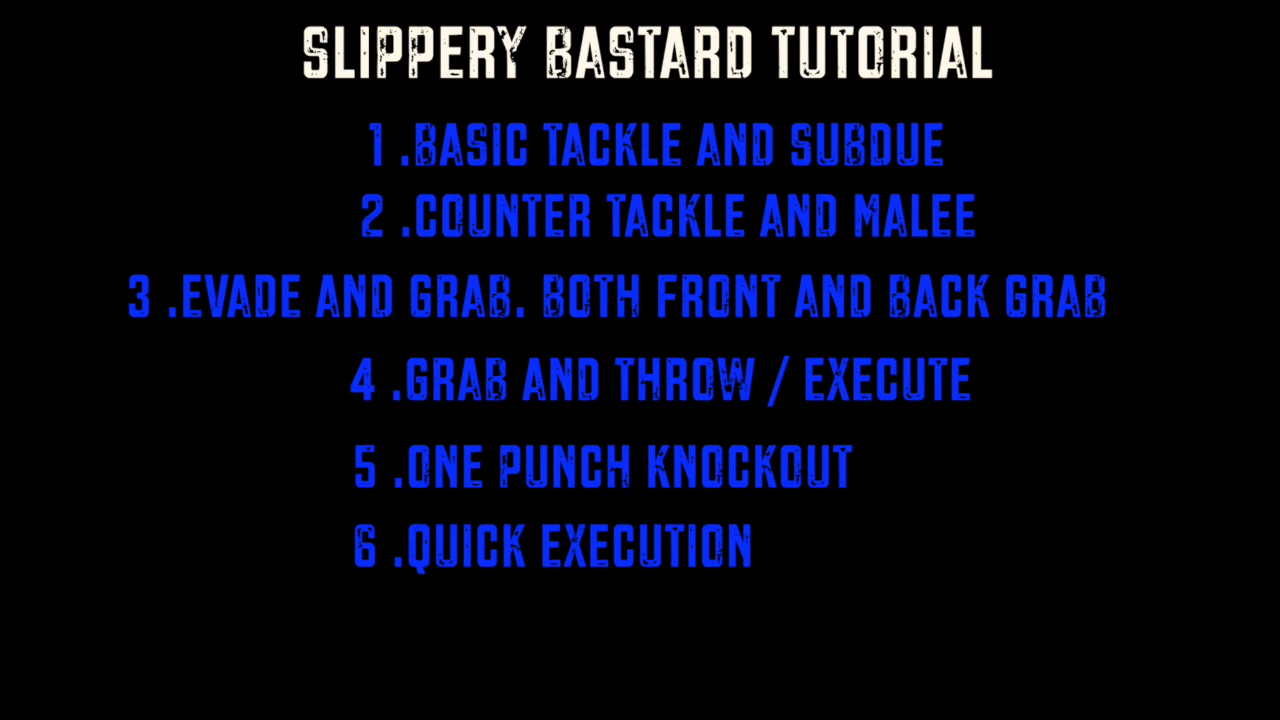 SLIPPERY BASTARD TUTORIAL
1 .BASIC TACKLE AND SUBDUE
2 .COUNTER TACKLE AND MALEE
3 .EVADE AND GRAB. BOTH FRONT AND BACK GRAB
4 .GRAB AND THROW / EXECUTE
5 .ONE PUNCH KNOCKOUT
6 .QUICK EXECUTION